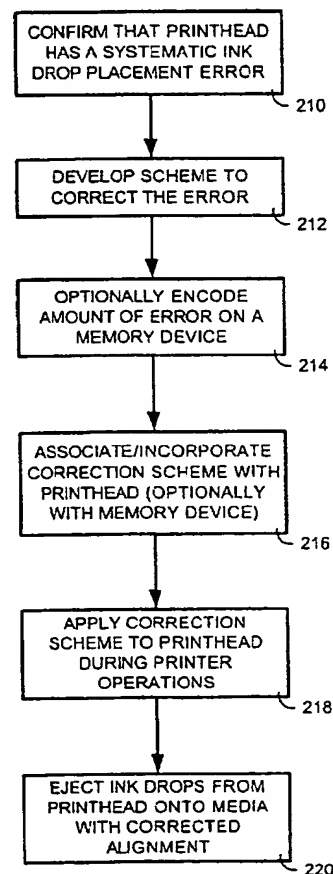 CONFIRM THAT PRINTHEAD
HAS A SYSTEMATIC INK
DROP PLACEMENT ERROR
210
DEVELOP SCHEME TO
CORRECT THE ERROR
212
OPTIONALLY ENCODE
AMOUNT OF ERROR ON A
MEMORY DEVICE
214
ASSOCIATE/INCORPORATE
CORRECTION SCHEME WITH
PRINTHEAD (OPTIONALLY
WITH MEMORY DEVICE)
216
APPLY CORRECTION
SCHEME TO PRINTHEAD
DURING PRINTER
OPERATIONS
218
EJECT INK DROPS FROM
PRINTHEAD ONTO MEDIA
WITH CORRECTED
ALIGNMENT
220